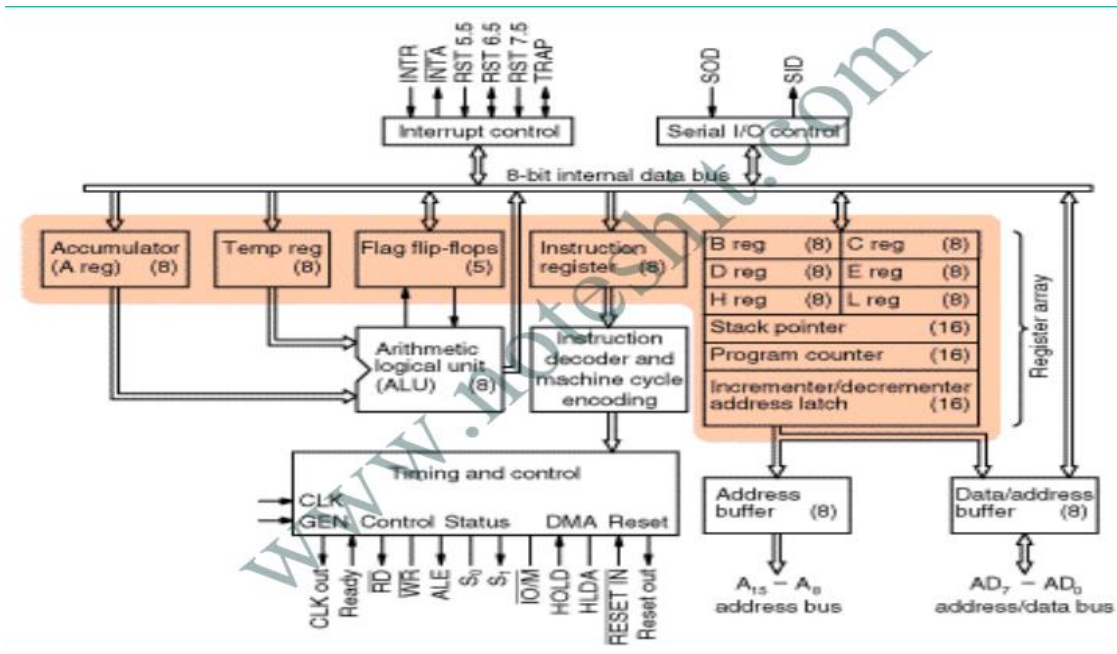 INTR
INTA
RST 5.5
RST 6.5
RST 7.5
TRAP
SOD
SID
Interrupt control
Serial I/O control
8-bit internal data bus
Accumulator
(A reg) (8)
Temp reg
(8)
Flag flip-flops
(5)
Instruction
register (8)
B reg (8) C reg (8)
D reg (8) E reg (8)
H reg (8) L reg (8)
Stack pointer (16)
Program counter (16)
Incrementer/decrementer
address latch (16)
Register array
Arithmetic
logical unit
(ALU) (8)
Instruction
decoder and
machine cycle
encoding
Timing and control
CLK
GEN Control Status DMA Reset
CLK out
Ready
RD
WR
ALE
S0
S1
IO/M
HOLD
HLDA
RESET IN
Reset out
Address
buffer (8)
Data/address
buffer (8)
A15 – A8
address bus
AD7 – AD0
address/data bus
www.noteshit.com